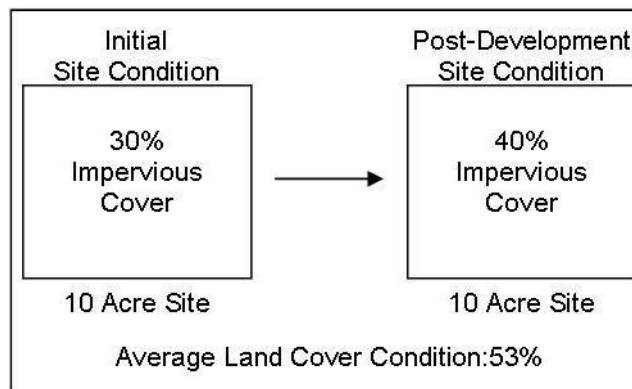 Initial
Site Condition
30%
Impervious
Cover
10 Acre Site
Post-Development
Site Condition
40%
Impervious
Cover
10 Acre Site
Average Land Cover Condition:53%